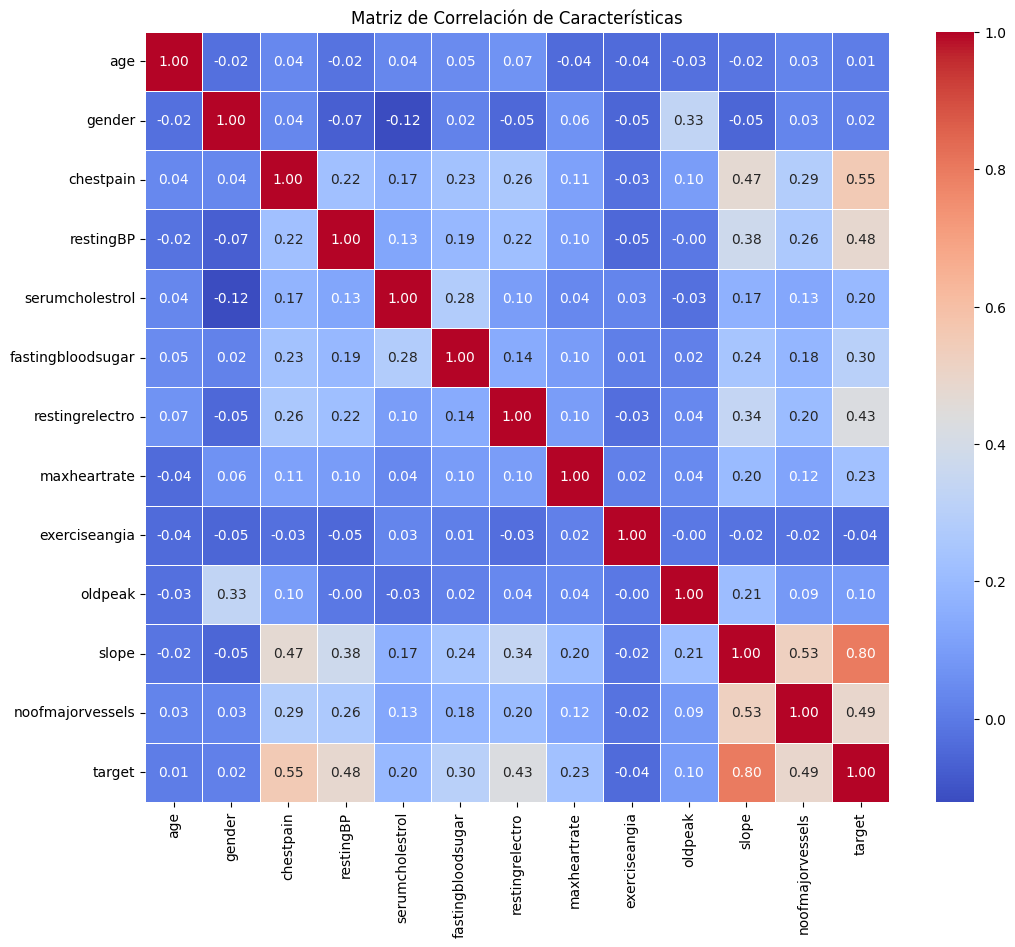 Matriz de Correlación de Características
age 1.00 -0.02 0.04 -0.02 0.04 0.05 0.07 -0.04 -0.04 -0.03 -0.02 0.03 0.01
gender -0.02 1.00 0.04 -0.07 -0.12 0.02 -0.05 0.06 -0.05 0.33 -0.05 0.03 0.02
chestpain 0.04 0.04 1.00 0.22 0.17 0.23 0.26 0.11 -0.03 0.10 0.47 0.29 0.55
restingBP -0.02 -0.07 0.22 1.00 0.13 0.19 0.22 0.10 -0.05 -0.00 0.38 0.26 0.48
serumcholestrol 0.04 -0.12 0.17 0.13 1.00 0.28 0.10 0.04 0.03 -0.03 0.17 0.13 0.20
fastingbloodsugar 0.05 0.02 0.23 0.19 0.28 1.00 0.14 0.10 0.01 0.02 0.24 0.18 0.30
restingrelectro 0.07 -0.05 0.26 0.22 0.10 0.14 1.00 0.10 -0.03 0.04 0.34 0.20 0.43
maxheartrate -0.04 0.06 0.11 0.10 0.04 0.10 0.10 1.00 0.02 0.04 0.20 0.12 0.23
exerciseangia -0.04 -0.05 -0.03 -0.05 0.03 0.01 -0.03 0.02 1.00 -0.00 -0.02 -0.02 -0.04
oldpeak -0.03 0.33 0.10 -0.00 -0.03 0.02 0.04 0.04 -0.00 1.00 0.21 0.09 0.10
slope -0.02 -0.05 0.47 0.38 0.17 0.24 0.34 0.20 -0.02 0.21 1.00 0.53 0.80
noofmajorvessels 0.03 0.03 0.29 0.26 0.13 0.18 0.20 0.12 -0.02 0.09 0.53 1.00 0.49
target 0.01 0.02 0.55 0.48 0.20 0.30 0.43 0.23 -0.04 0.10 0.80 0.49 1.00
age
gender
chestpain
restingBP
serumcholestrol
fastingbloodsugar
restingrelectro
maxheartrate
exerciseangia
oldpeak
slope
noofmajorvessels
target
1.0
0.8
0.6
0.4
0.2
0.0